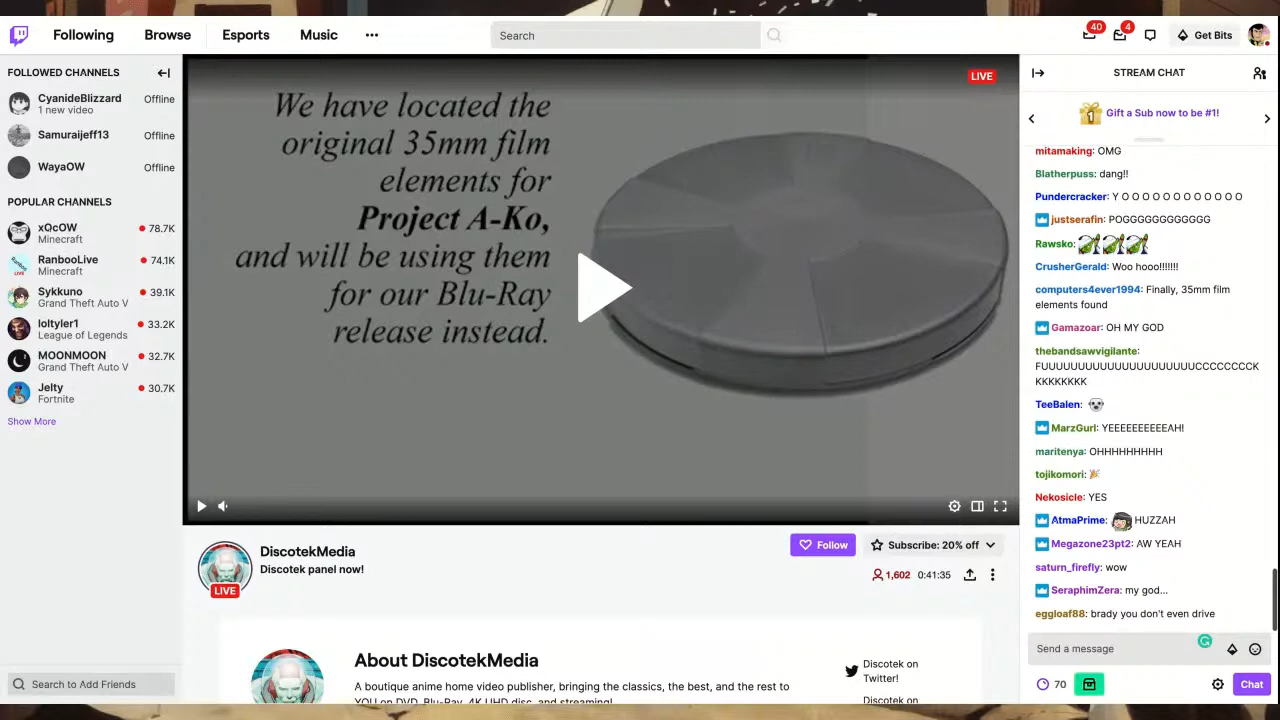 Following
Browse
Esports
Music
Search
40
4
Get Bits
FOLLOWED CHANNELS
CyanideBlizzard
1 new video
Offline
Samuraijeff13
Offline
WayaOW
Offline
POPULAR CHANNELS
xQcOW
Minecraft
78.7K
RanbooLive
Minecraft
74.1K
Sykkuno
Grand Theft Auto V
39.1K
loltyler1
League of Legends
33.2K
MOONMOON
Grand Theft Auto V
32.7K
Jelty
Fortnite
30.7K
Show More
Search to Add Friends
LIVE
We have located the
original 35mm film
elements for
Project A-Ko,
and will be using them
for our Blu-Ray
release instead.
DiscotekMedia
Discotek panel now!
LIVE
Follow
Subscribe: 20% off
1,602
0:41:35
About DiscotekMedia
A boutique anime home video publisher, bringing the classics, the best, and the rest to
YOU on DVD, Blu-Ray, 4K UHD disc, and streaming!
Discotek on
Twitter!
Discotek on
STREAM CHAT
1
Gift a Sub now to be #1!
mitamaking: OMG
Blatherpuss: dang!!
Pundercracker: Y O O O O O O O O O O O O
justserafin: POGGGGGGGGGGGG
Rawsko:
CrusherGerald: Woo hooo!!!!!!!
computers4ever1994: Finally, 35mm film
elements found
Gamazoar: OH MY GOD
thebandsawvigilante:
FUUUUUUUUUUUUUUUUUUUUUCCCCCCCCK
KKKKKKKK
TeeBalen:
MarzGurl: YEEEEEEEEEEAH!
maritenya: OHHHHHHHHH
tojikomori: 🎉
Nekosicle: YES
AtmaPrime: HUZZAH
Megazone23pt2: AW YEAH
saturn_firefly: wow
SeraphimZera: my god...
eggloaf88: brady you don't even drive
Send a message
70
Chat